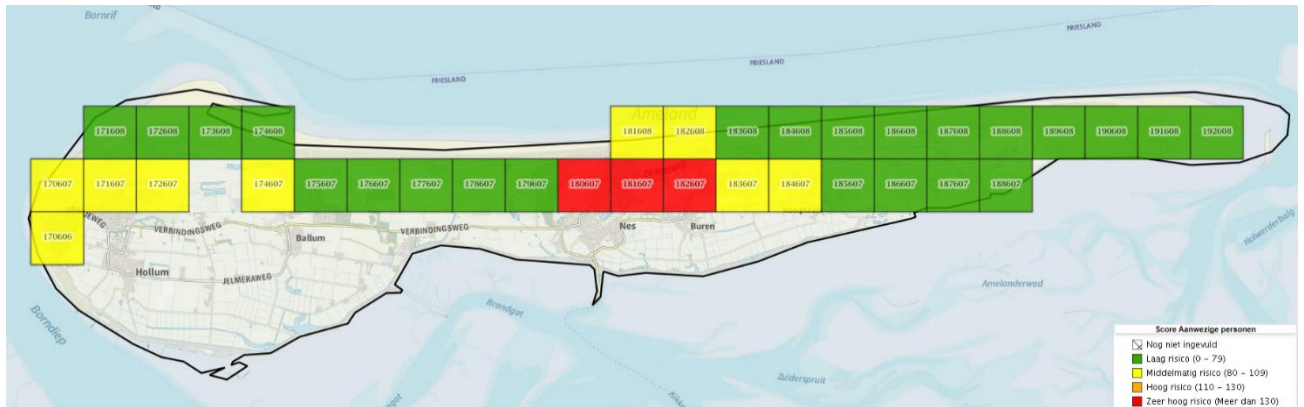 Bornrif
FRIESLAND
FRIESLAND
FRIESLAND
Ameland
171608 172608 173608 174608 181608 182608 183608 184608 185608 186608 187608 188608 189608 190608 191608 192608
170607 171607 172607 174607 175607 176607 177607 178607 179607 180607 181607 182607 183607 184607 185607 186607 187607 188607
170606
VERBINDINGSWEG
VERBINDINGSWEG
Ballum
Nes
Buren
Hollum
JELMERAWEG
Holwerderbalg
Amelanderwad
Brandgat
Borndiep
Zuiderspruit
Score Aanwezige personen
Nog niet ingevuld
Laag risico (0 - 79)
Middelmatig risico (80 - 109)
Hoog risico (110 - 130)
Zeer hoog risico (Meer dan 130)